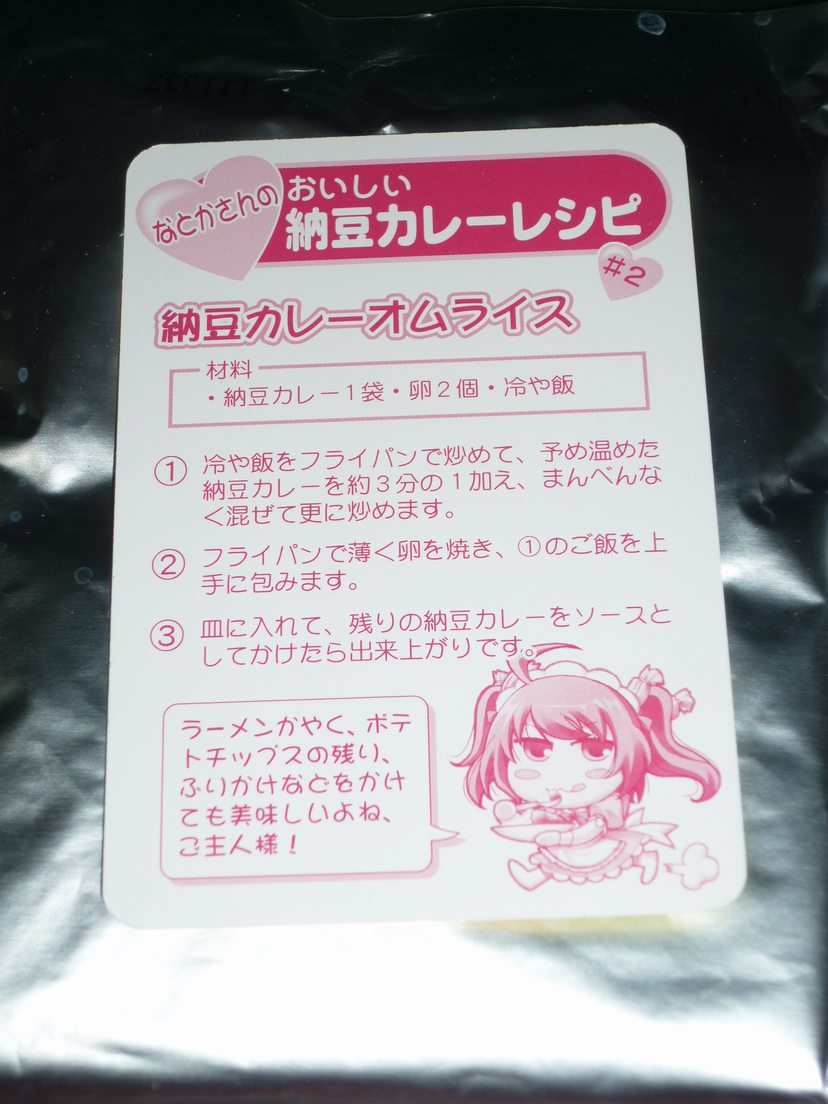 なとかさんの
おいしい
納豆カレーレシピ
#2
納豆カレーオムライス
材料
・納豆カレー1袋・卵2個・冷や飯
① 冷や飯をフライパンで炒めて、予め温めた
納豆カレーを約3分の1加え、まんべんな
く混ぜて更に炒めます。
② フライパンで薄く卵を焼き、①のご飯を上
手に包みます。
③ 皿に入れて、残りの納豆カレーをソースと
してかけたら出来上がりです。
ラーメンかやく、ポテ
トチップスの残り、
ふりかけなどをかけ
ても美味しいよね、
ご主人様！